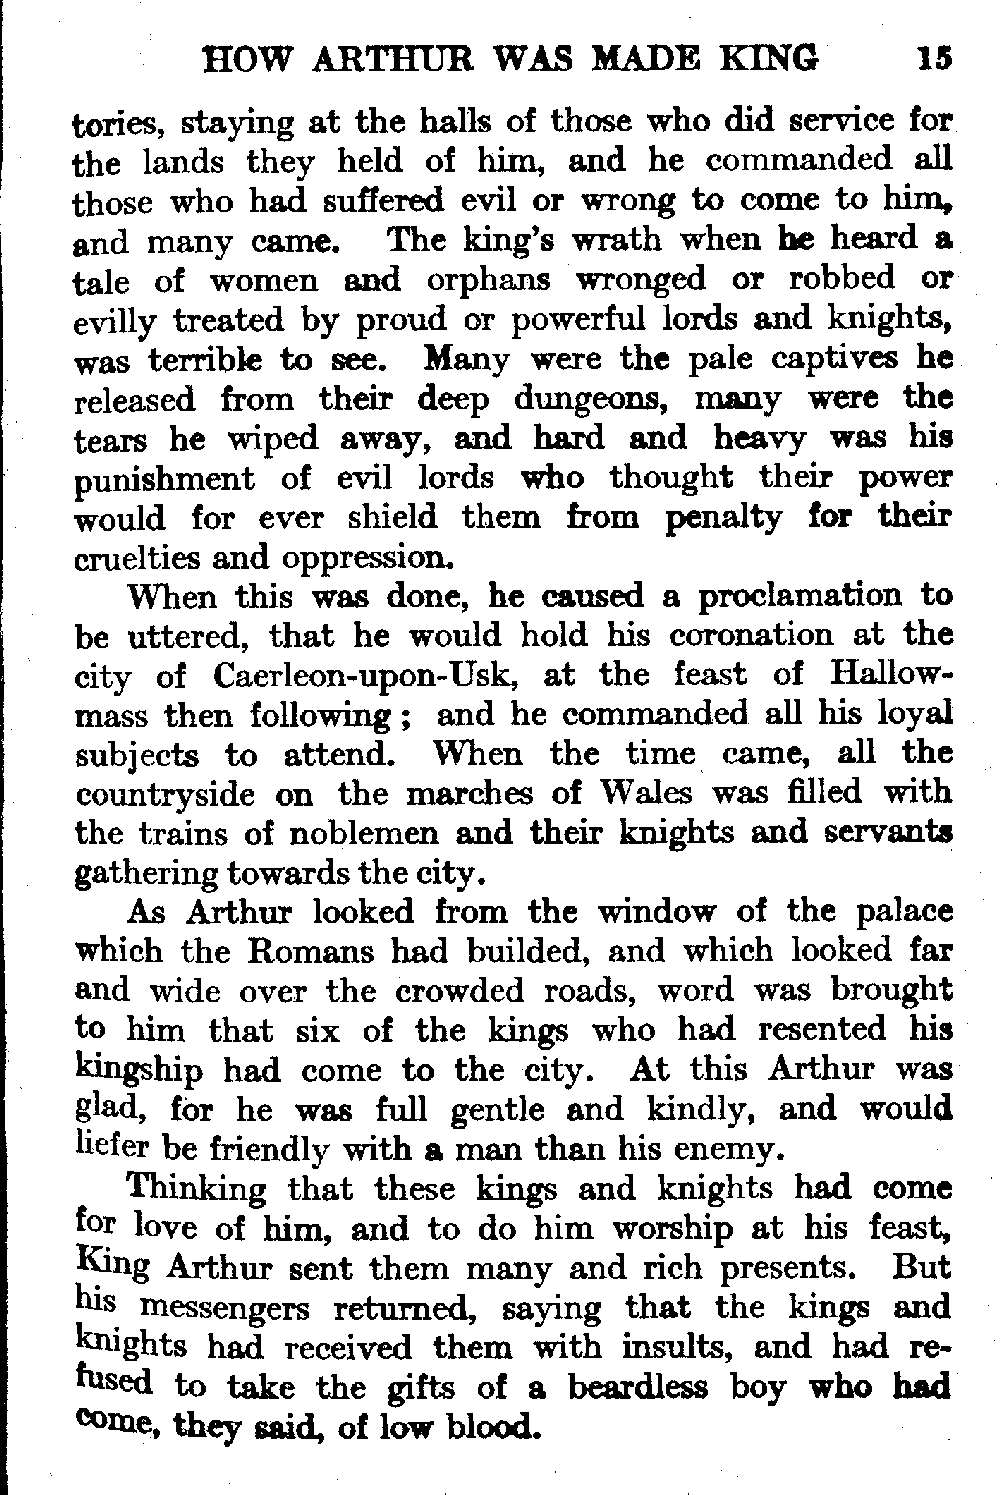 HOW ARTHUR WAS MADE KING 15
tories, staying at the halls of those who did service for
the lands they held of him, and he commanded all
those who had suffered evil or wrong to come to him,
and many came. The king's wrath when he heard a
tale of women and orphans wronged or robbed or
evilly treated by proud or powerful lords and knights,
was terrible to see. Many were the pale captives he
released from their deep dungeons, many were the
tears he wiped away, and hard and heavy was his
punishment of evil lords who thought their power
would for ever shield them from penalty for their
cruelties and oppression.
When this was done, he caused a proclamation to
be uttered, that he would hold his coronation at the
city of Caerleon-upon-Usk, at the feast of Hallow-
mass then following; and he commanded all his loyal
subjects to attend. When the time came, all the
countryside on the marches of Wales was filled with
the trains of noblemen and their knights and servants
gathering towards the city.
As Arthur looked from the window of the palace
which the Romans had builded, and which looked far
and wide over the crowded roads, word was brought
to him that six of the kings who had resented his
kingship had come to the city. At this Arthur was
glad, for he was full gentle and kindly, and would
liefer be friendly with a man than his enemy.
Thinking that these kings and knights had come
for love of him, and to do him worship at his feast,
King Arthur sent them many and rich presents. But
his messengers returned, saying that the kings and
knights had received them with insults, and had re-
fused to take the gifts of a beardless boy who had
come, they said, of low blood.